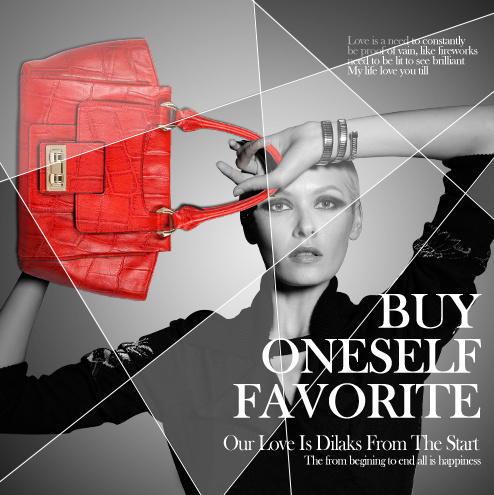 Love is a need to constantly
be proof of vain, like fireworks
need to be lit to see brilliant
My life love you till
BUY
ONESELF
FAVORITE
Our Love Is Dilaks From The Start
The from begining to end all is happiness